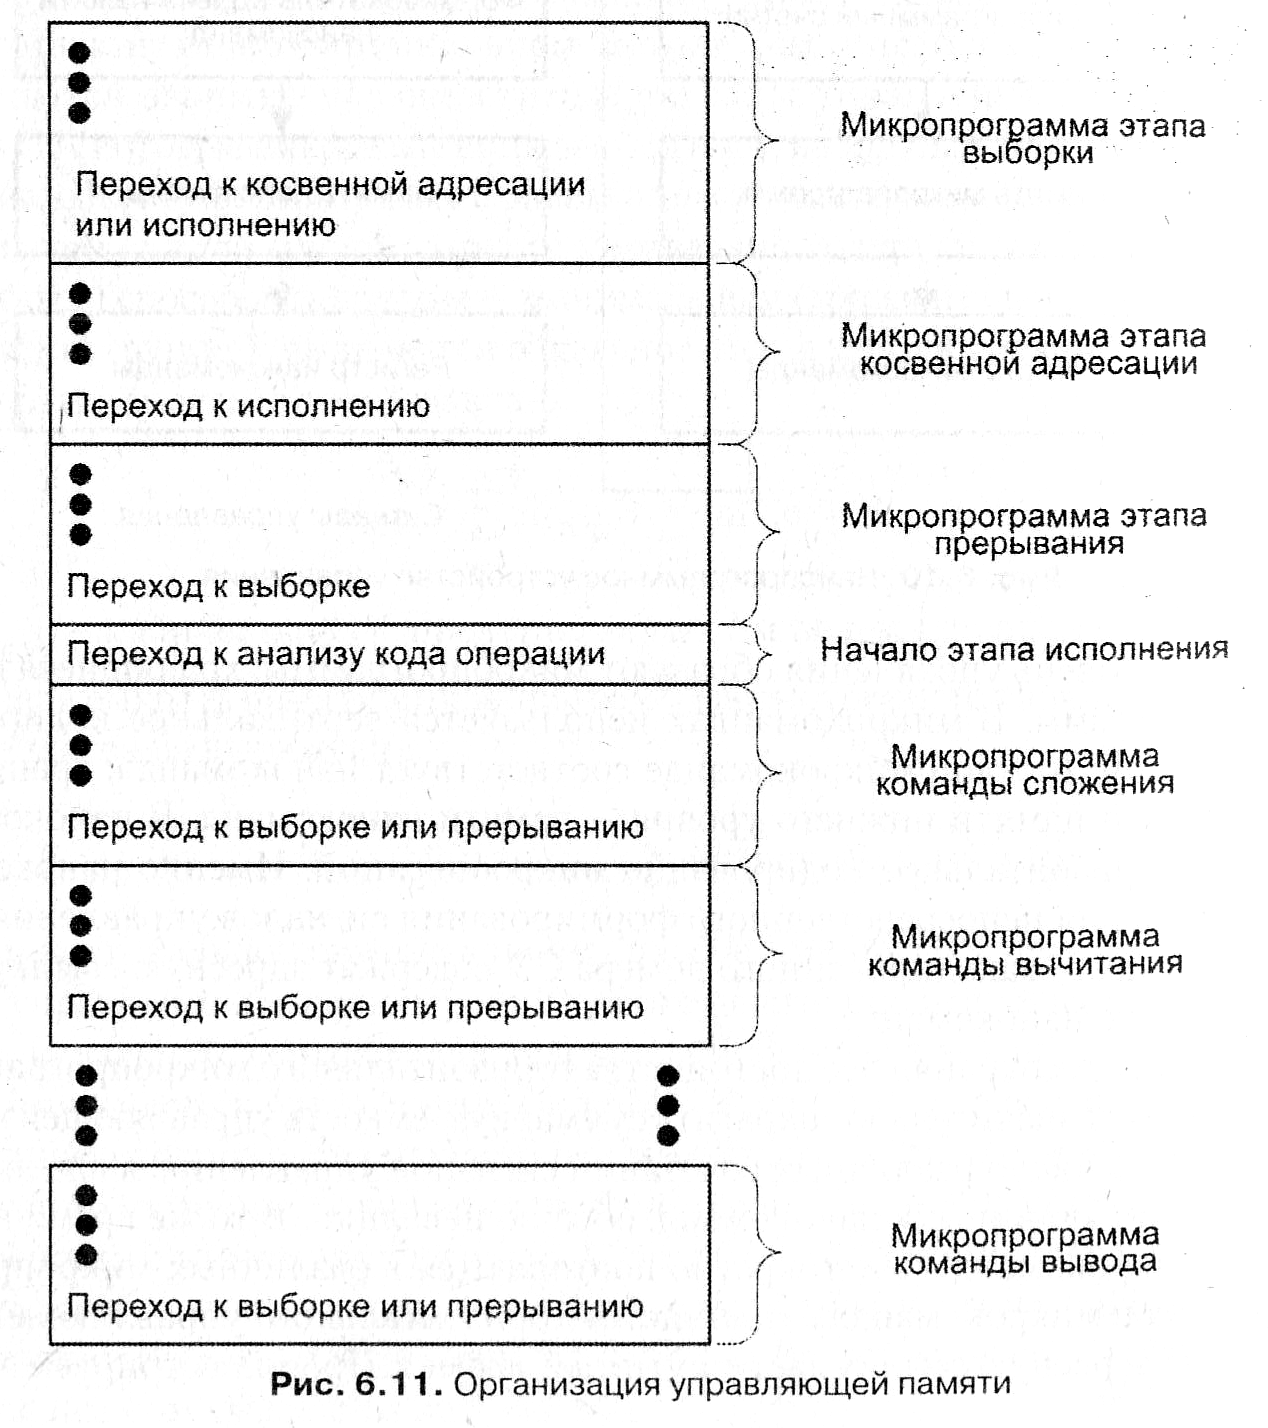 Микропрограмма этапа
выборки
Переход к косвенной адресации
или исполнению
Микропрограмма этапа
косвенной адресации
Переход к исполнению
Микропрограмма этапа
прерывания
Переход к выборке
Переход к анализу кода операции
Начало этапа исполнения
Микропрограмма
команды сложения
Переход к выборке или прерыванию
Микропрограмма
команды вычитания
Переход к выборке или прерыванию
Микропрограмма
команды вывода
Переход к выборке или прерыванию
Рис. 6.11. Организация управляющей памяти